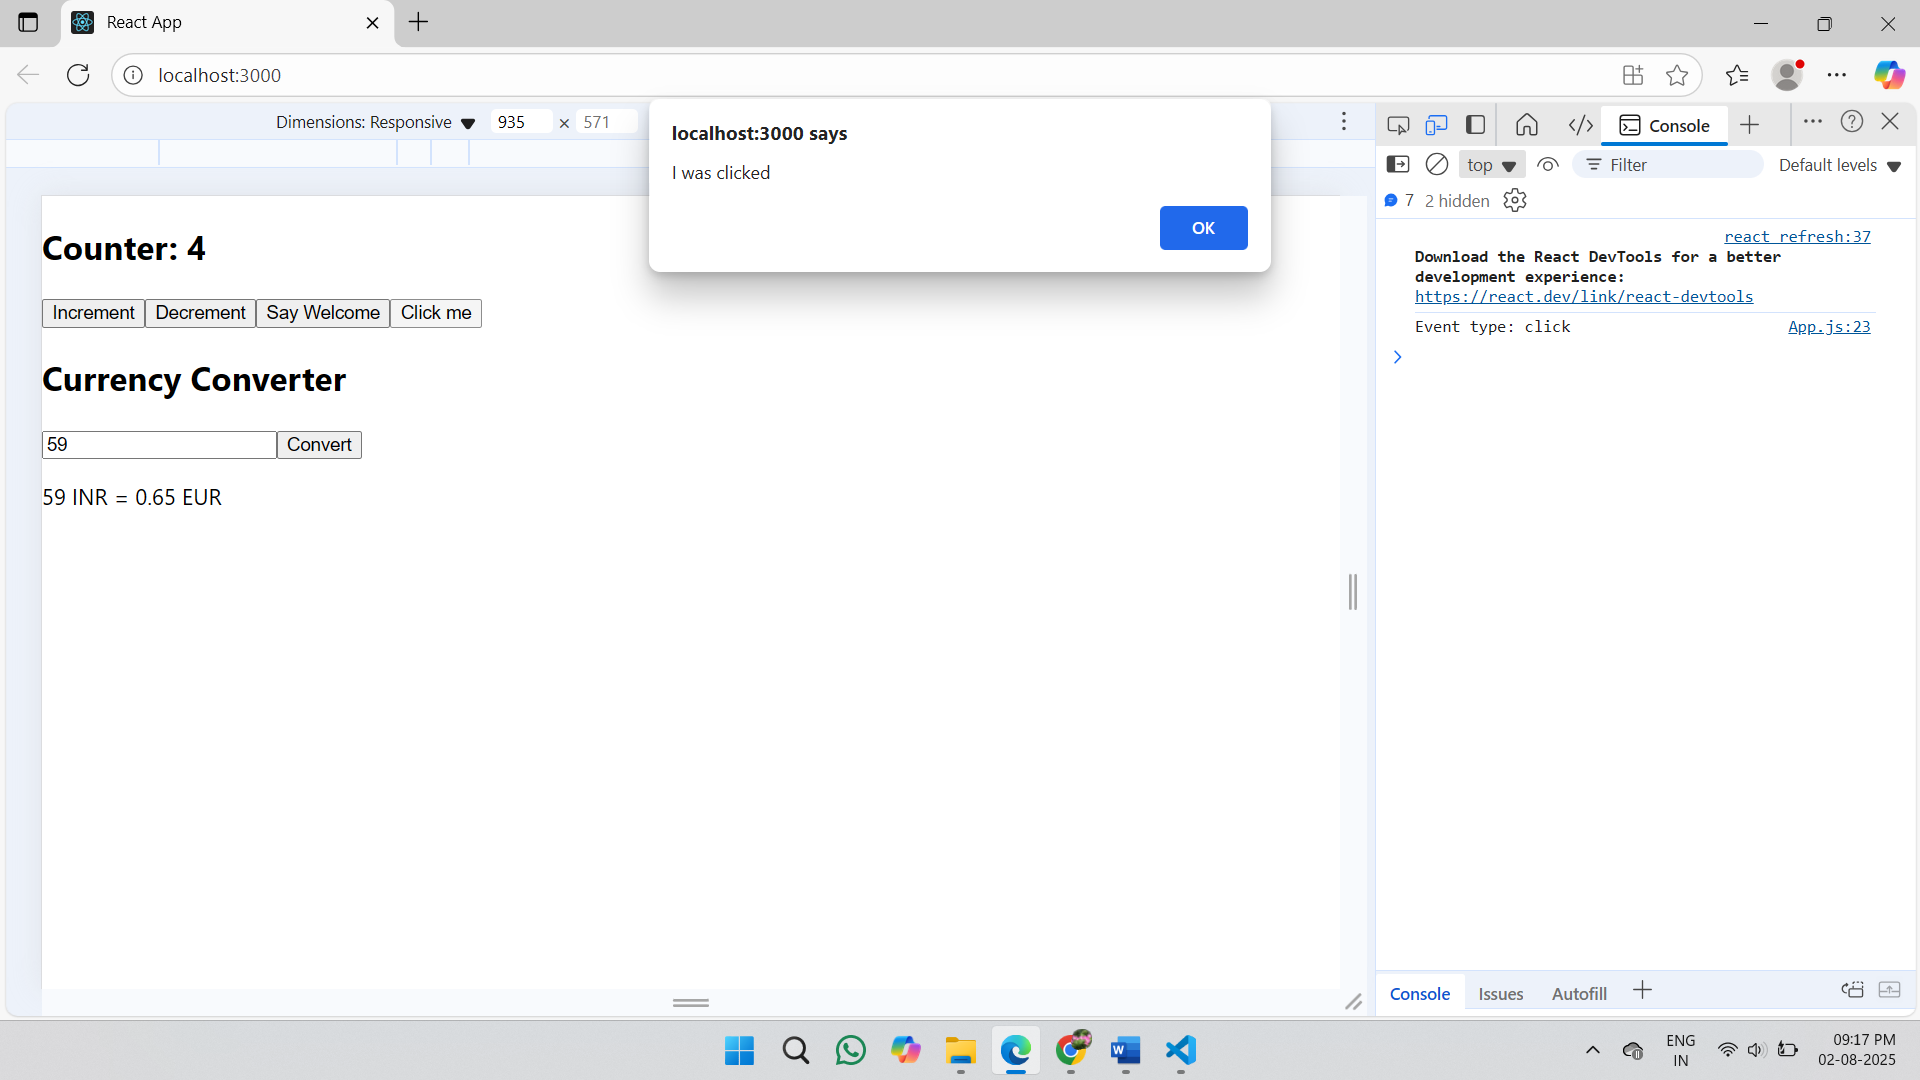 React App
localhost:3000
Dimensions: Responsive 935 × 571
localhost:3000 says
I was clicked
OK
Counter: 4
Increment Decrement Say Welcome Click me
Currency Converter
59 Convert
59 INR = 0.65 EUR
Console
top Filter Default levels
7 2 hidden
react refresh:37
Download the React DevTools for a better
development experience:
https://react.dev/link/react-devtools
Event type: click App.js:23
Console Issues Autofill
ENG
IN
09:17 PM
02-08-2025